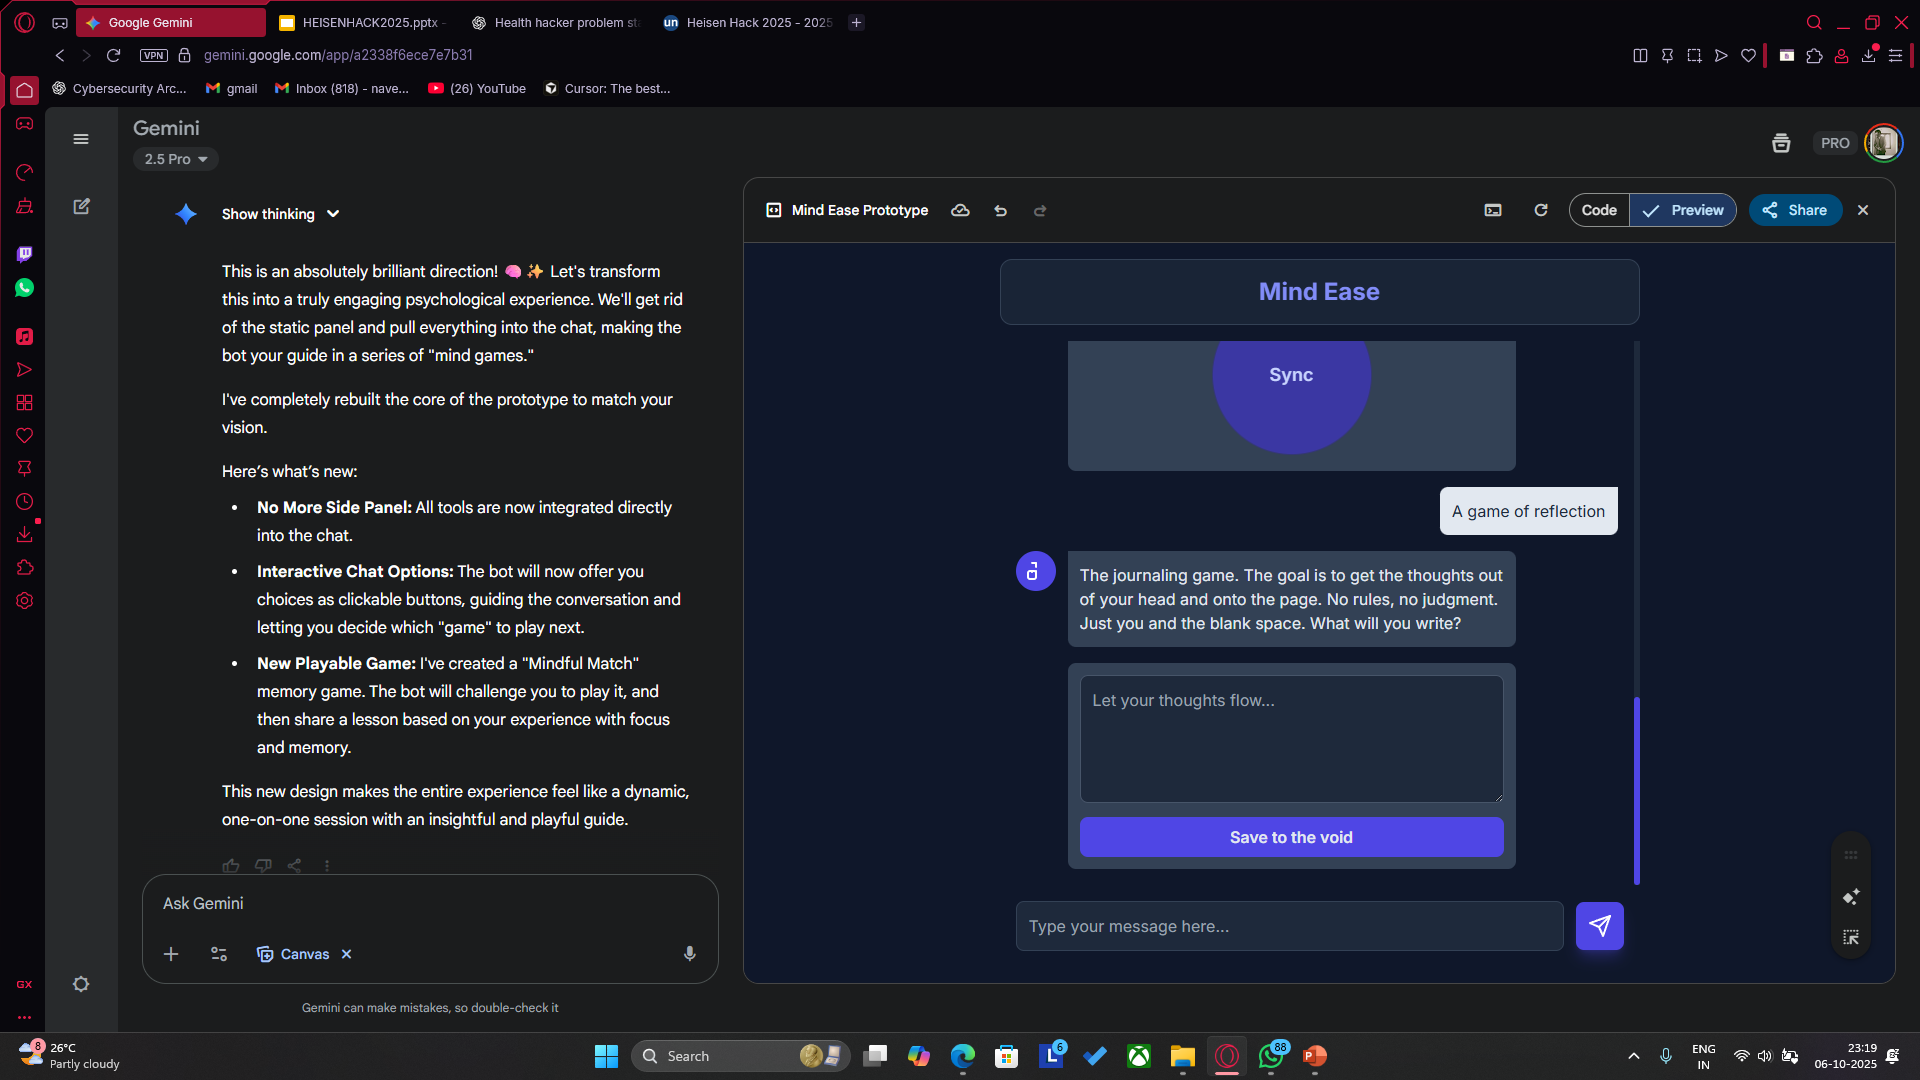 Google Gemini
HEISENHACK2025.pptx -
Health hacker problem st
un
Heisen Hack 2025 - 2025
VPN
gemini.google.com/app/a2338f6ece7e7b31
Cybersecurity Arc...
gmail
Inbox (818) - nave...
(26) YouTube
Cursor: The best...
Gemini
2.5 Pro
PRO
Show thinking
This is an absolutely brilliant direction! 🧠 ✨ Let's transform
this into a truly engaging psychological experience. We'll get rid
of the static panel and pull everything into the chat, making the
bot your guide in a series of "mind games."
I've completely rebuilt the core of the prototype to match your
vision.
Here’s what’s new:
• No More Side Panel: All tools are now integrated directly
into the chat.
• Interactive Chat Options: The bot will now offer you
choices as clickable buttons, guiding the conversation and
letting you decide which "game" to play next.
• New Playable Game: I've created a "Mindful Match"
memory game. The bot will challenge you to play it, and
then share a lesson based on your experience with focus
and memory.
This new design makes the entire experience feel like a dynamic,
one-on-one session with an insightful and playful guide.
Ask Gemini
Canvas
Gemini can make mistakes, so double-check it
Mind Ease Prototype
Code
Preview
Share
Mind Ease
Sync
A game of reflection
The journaling game. The goal is to get the thoughts out
of your head and onto the page. No rules, no judgment.
Just you and the blank space. What will you write?
Let your thoughts flow...
Save to the void
Type your message here...
GX
8
26°C
Partly cloudy
Search
L
6
88
P
ENG
IN
23:19
06-10-2025